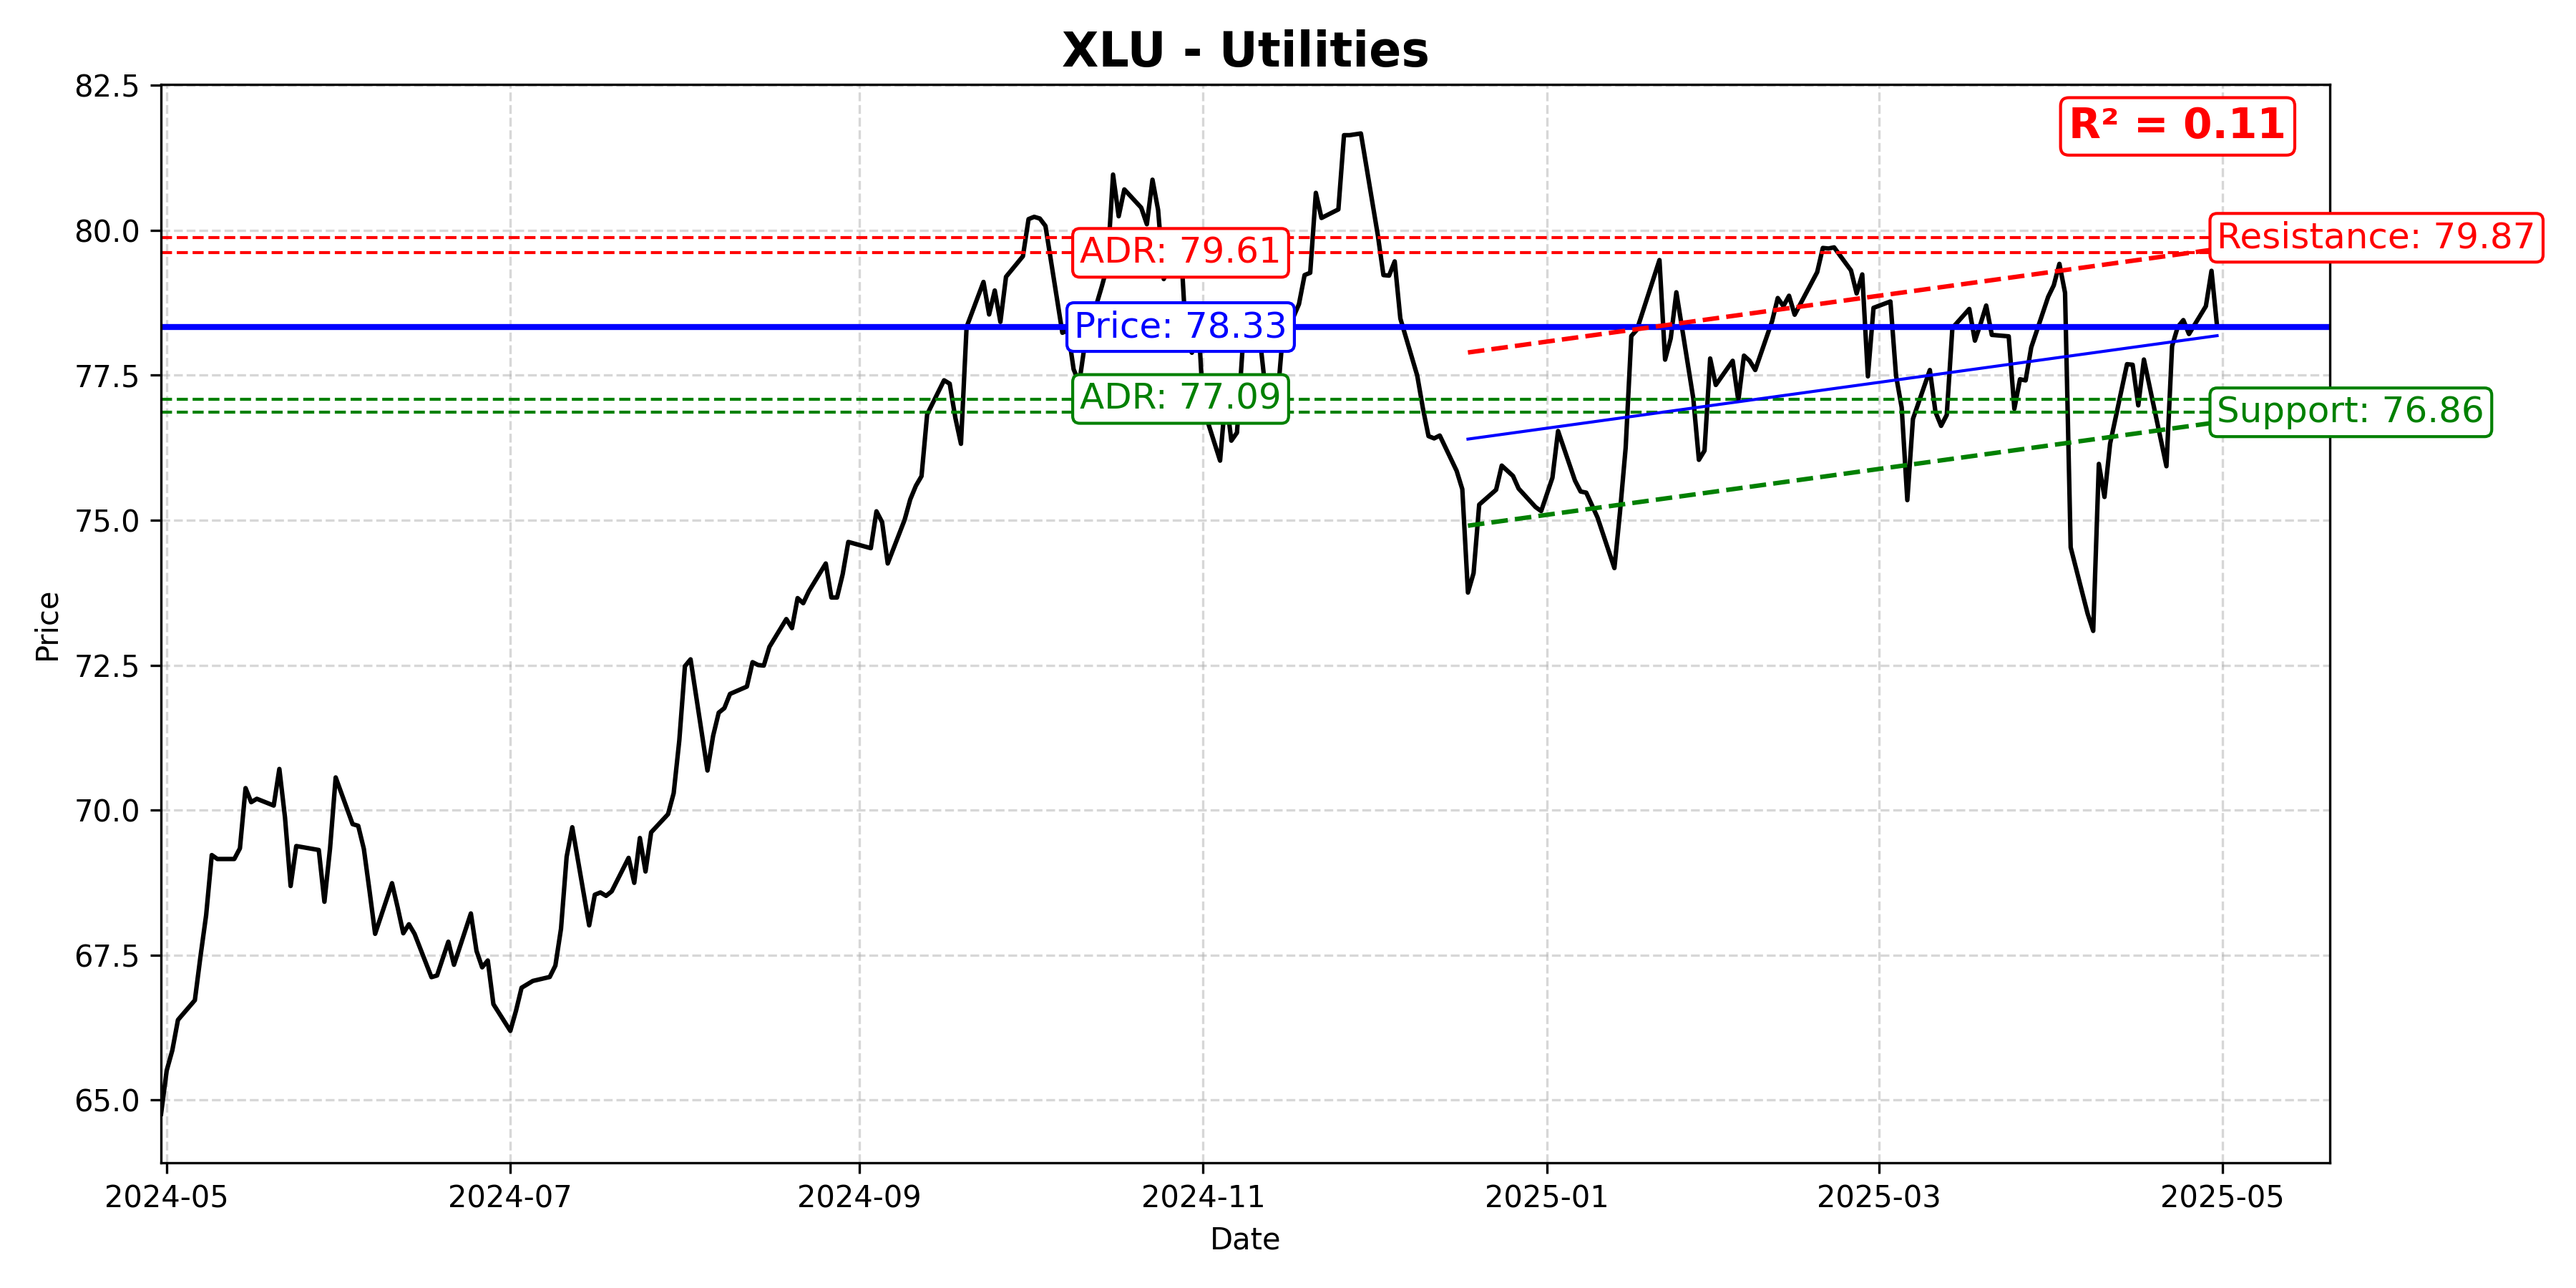 XLU - Utilities
82.5
80.0
77.5
75.0
72.5
70.0
67.5
65.0
Price
R² = 0.11
Resistance: 79.87
ADR: 79.61
Price: 78.33
ADR: 77.09
Support: 76.86
2024-05
2024-07
2024-09
2024-11
2025-01
2025-03
2025-05
Date